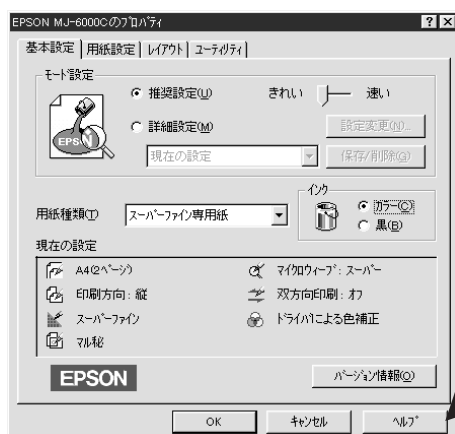 EPSON MJ-6000Cのプロパティ
基本設定 用紙設定 レイアウト ユーティリティ
モード設定
推奨設定(U) きれい 速い
詳細設定(M) 設定変更(N)...
現在の設定 保存/削除(G)
EPSON
インク
用紙種類(T) スーパーファイン専用紙 カラー(C)
黒(B)
現在の設定
A4(2ページ) マイクロウィーブ: スーパー
印刷方向: 縦 双方向印刷: オフ
スーパーファイン ドライバによる色補正
マル秘
EPSON バージョン情報(O)
OK キャンセル ヘルプ